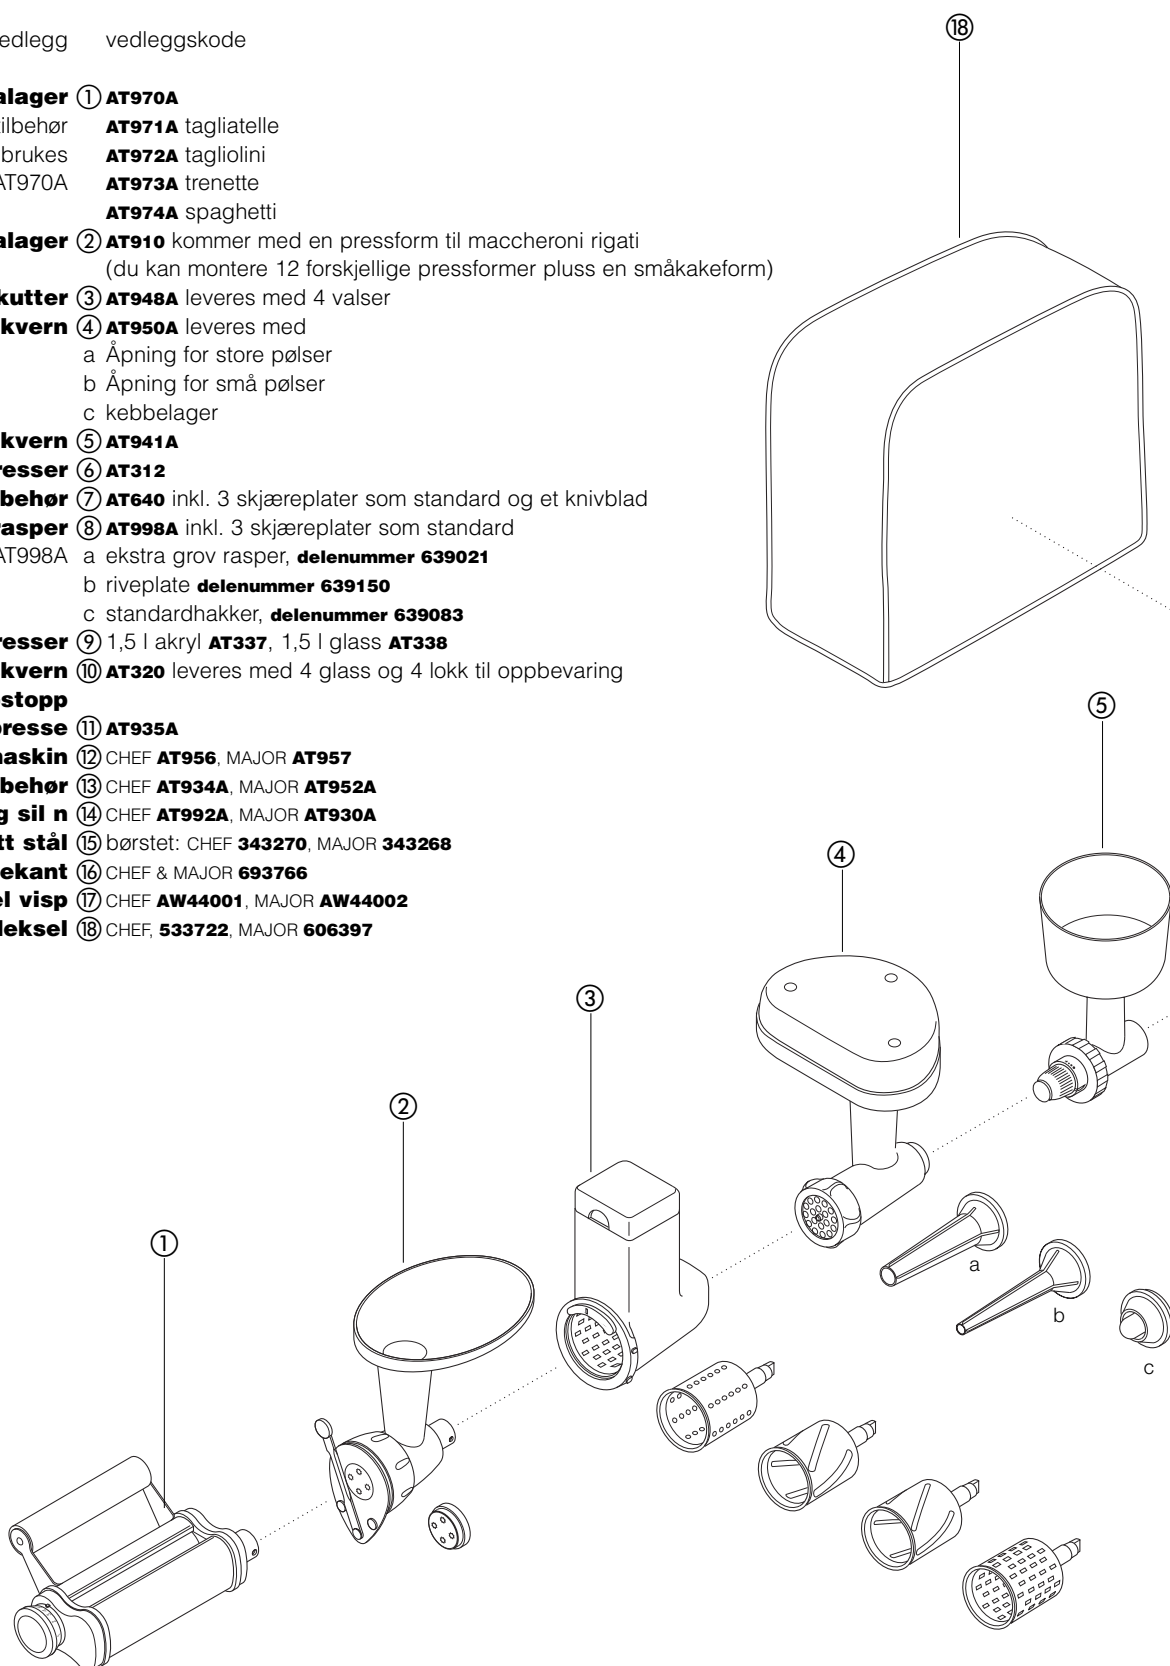 edlegg vedleggskode
⑱
alager ① AT970A
ilbehør AT971A tagliatelle
brukes AT972A tagliolini
AT970A AT973A trenette
AT974A spaghetti
alager ② AT910 kommer med en pressform til maccheroni rigati
(du kan montere 12 forskjellige pressformer pluss en småkakeform)
kutter ③ AT948A leveres med 4 valser
kvern ④ AT950A leveres med
a Åpning for store pølser
b Åpning for små pølser
c kebbelager
kvern ⑤ AT941A
resser ⑥ AT312
behør ⑦ AT640 inkl. 3 skjæreplater som standard og et knivblad
rasper ⑧ AT998A inkl. 3 skjæreplater som standard
AT998A a ekstra grov rasper, delenummer 639021
b riveplate delenummer 639150
c standardhakker, delenummer 639083
resser ⑨ 1,5 l akryl AT337, 1,5 l glass AT338
kvern ⑩ AT320 leveres med 4 glass og 4 lokk til oppbevaring
stopp
presse ⑪ AT935A
maskin ⑫ CHEF AT956, MAJOR AT957
behør ⑬ CHEF AT934A, MAJOR AT952A
g sil n ⑭ CHEF AT992A, MAJOR AT930A
tt stål ⑮ børstet: CHEF 343270, MAJOR 343268
ekant ⑯ CHEF & MAJOR 693766
el visp ⑰ CHEF AW44001, MAJOR AW44002
deksel ⑱ CHEF, 533722, MAJOR 606397
⑤
④
③
②
①
a
b
c